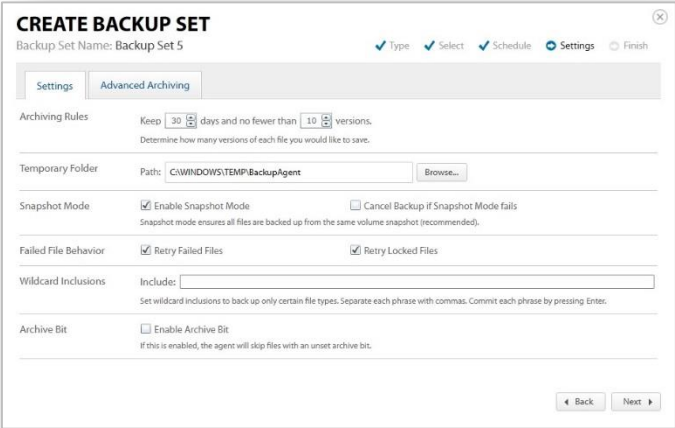 CREATE BACKUP SET
Backup Set Name: Backup Set 5
Type Select Schedule Settings Finish
Settings Advanced Archiving
Archiving Rules Keep 30 days and no fewer than 10 versions.
Determine how many versions of each file you would like to save.
Temporary Folder Path: C:\WINDOWS\TEMP\BackupAgent Browse...
Snapshot Mode Enable Snapshot Mode Cancel Backup if Snapshot Mode fails
Snapshot mode ensures all files are backed up from the same volume snapshot (recommended).
Failed File Behavior Retry Failed Files Retry Locked Files
Wildcard Inclusions Include:
Set wildcard inclusions to back up only certain file types. Separate each phrase with commas. Commit each phrase by pressing Enter.
Archive Bit Enable Archive Bit
If this is enabled, the agent will skip files with an unset archive bit.
Back Next